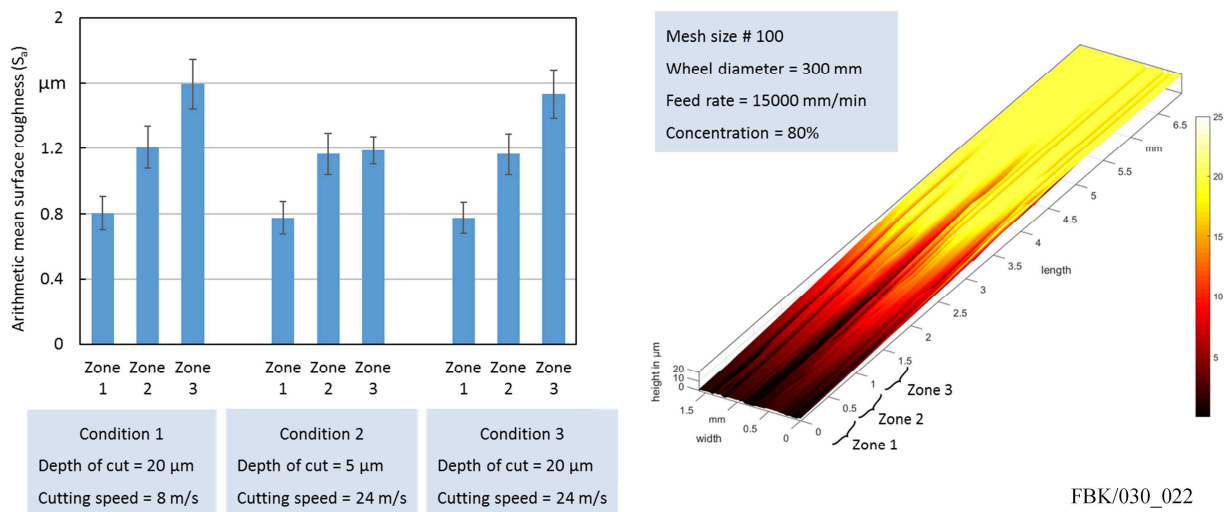 Arithmetic mean surface roughness (Sₐ)
2
µm
1.2
0.8
0.4
0
Zone 1
Zone 2
Zone 3
Zone 1
Zone 2
Zone 3
Zone 1
Zone 2
Zone 3
Condition 1
Depth of cut = 20 µm
Cutting speed = 8 m/s
Condition 2
Depth of cut = 5 µm
Cutting speed = 24 m/s
Condition 3
Depth of cut = 20 µm
Cutting speed = 24 m/s
Mesh size # 100
Wheel diameter = 300 mm
Feed rate = 15000 mm/min
Concentration = 80%
height in µm
20
10
0
1.5
mm
0.5
0
width
0
0.5
1
1.5
2
2.5
3
3.5
4
4.5
5
5.5
mm
6.5
length
Zone 3
Zone 2
Zone 1
25
20
15
10
5
FBK/030_022